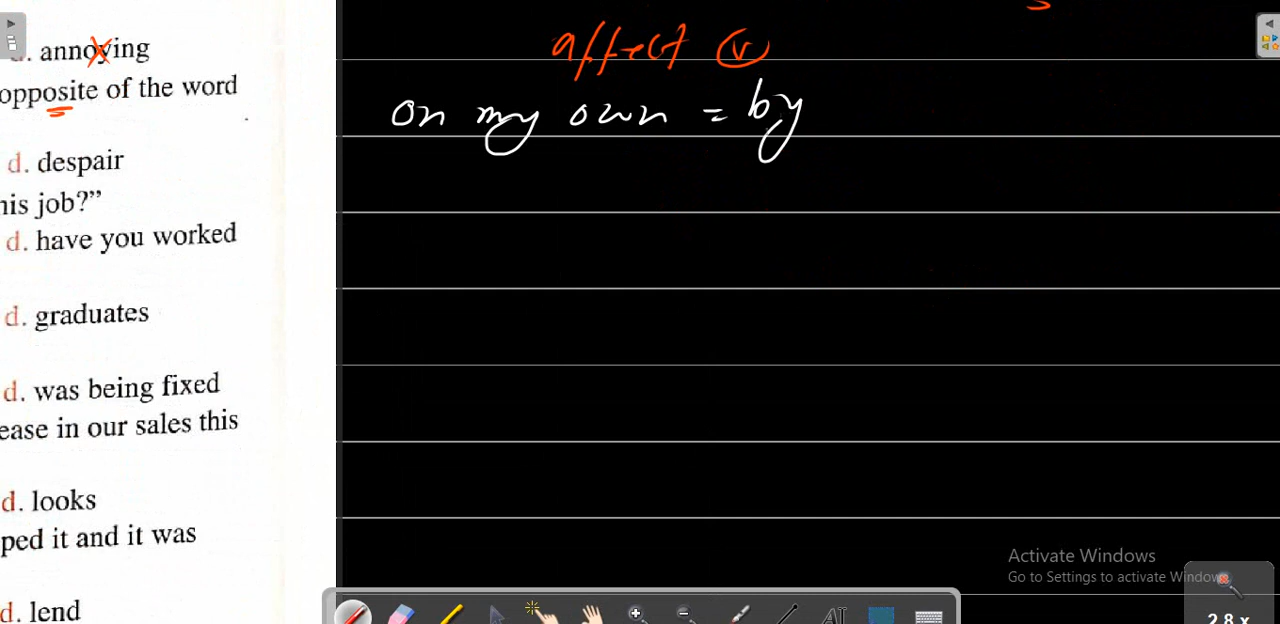 annoying
opposite of the word
d. despair
his job?”
d. have you worked
d. graduates
d. was being fixed
ease in our sales this
d. looks
ped it and it was
d. lend
affect (v)
on my own = by
Activate Windows
Go to Settings to activate Windows
2.8 x